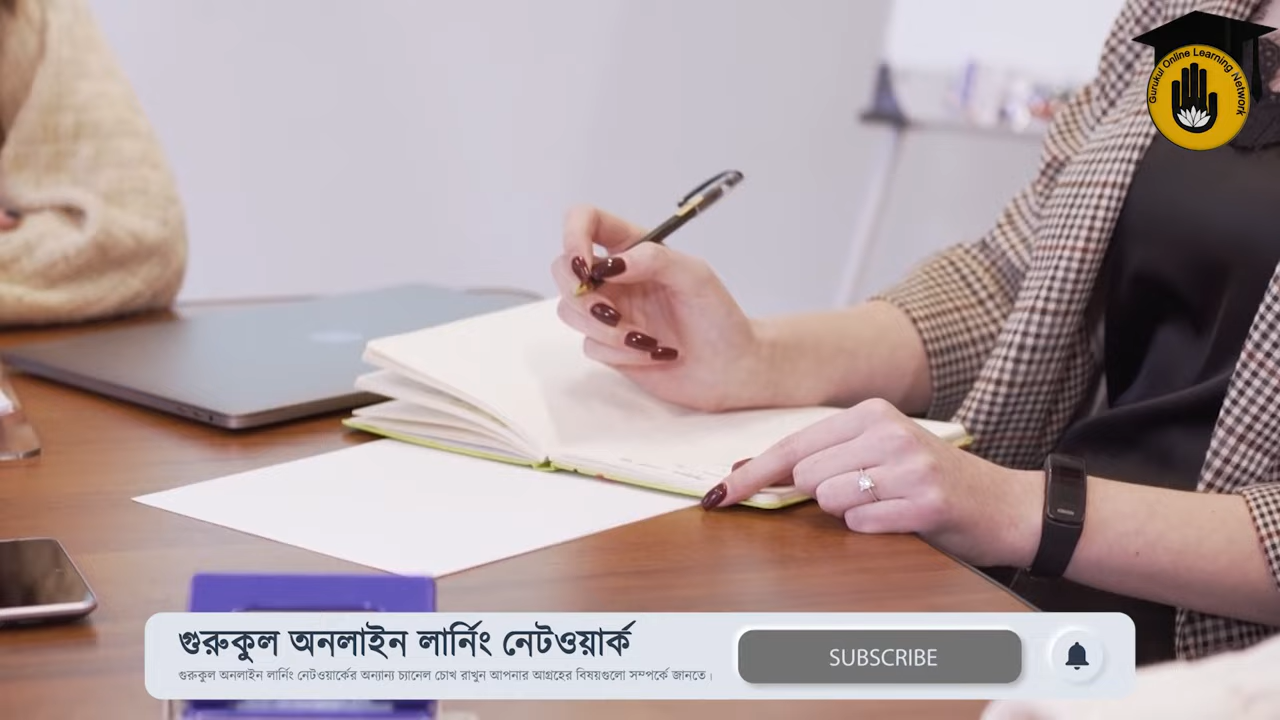 Gurukul Online Learning Network
গুরুকুল অনলাইন লার্নিং নেটওয়ার্ক
গুরুকুল অনলাইন লার্নিং নেটওয়ার্কের অন্যান্য চ্যানেল চোখ রাখুন আপনার আগ্রহের বিষয়গুলো সম্পর্কে জানতে।
SUBSCRIBE